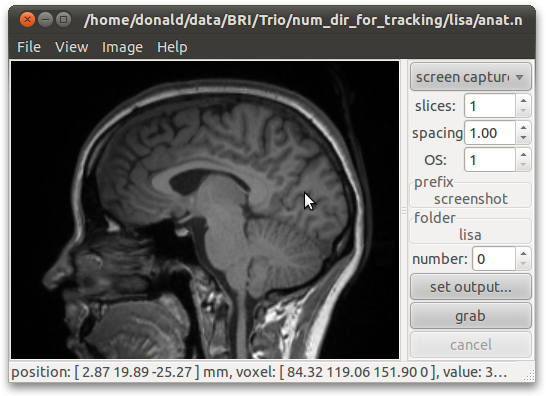 /home/donald/data/BRI/Trio/num_dir_for_tracking/lisa/anat.n
File View Image Help
screen capture
slices: 1
spacing 1.00
OS: 1
prefix
screenshot
folder
lisa
number: 0
set output...
grab
cancel
position: [ 2.87 19.89 -25.27 ] mm, voxel: [ 84.32 119.06 151.90 0 ], value: 3...